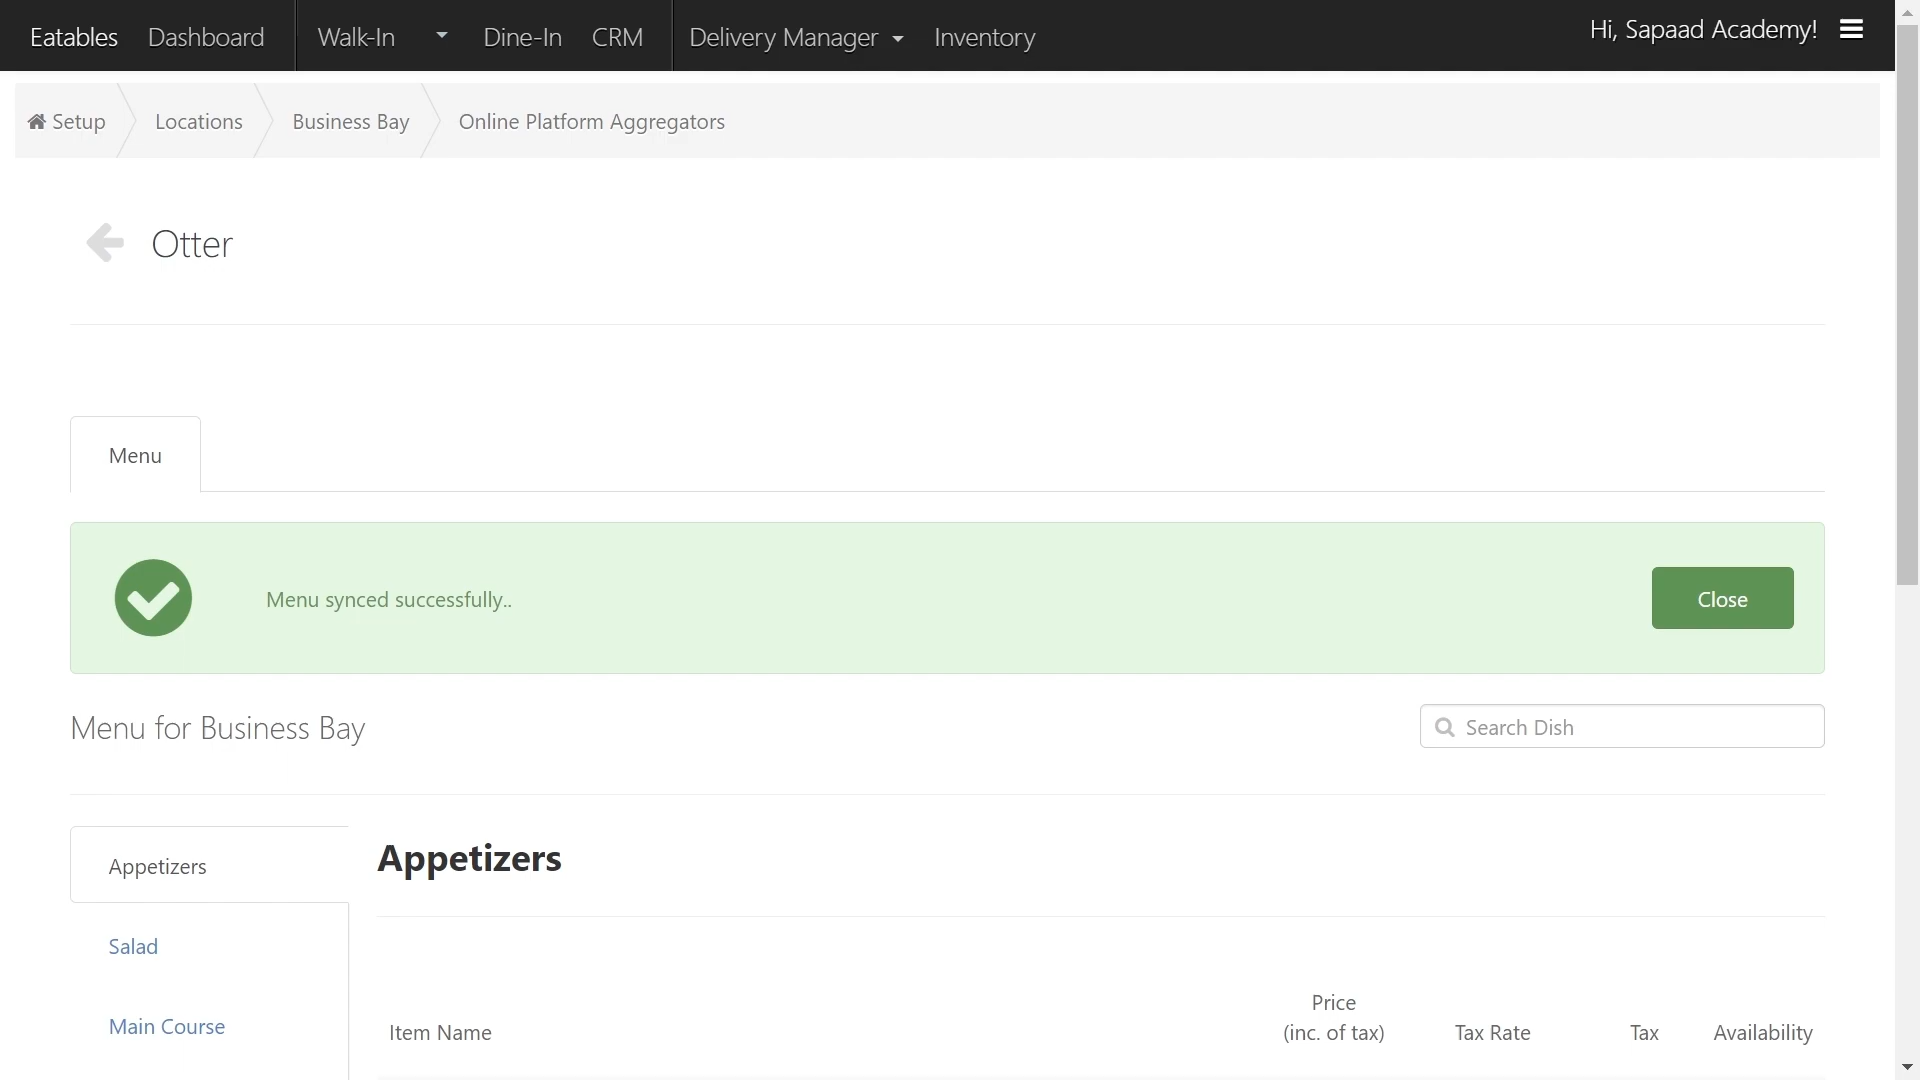 Eatables Dashboard Walk-In Dine-In CRM Delivery Manager Inventory Hi, Sapaad Academy!
Setup Locations Business Bay Online Platform Aggregators
Otter
Menu
Menu synced successfully..
Close
Menu for Business Bay
Search Dish
Appetizers
Salad
Main Course
Appetizers
Item Name
Price
(inc. of tax)
Tax Rate
Tax
Availability